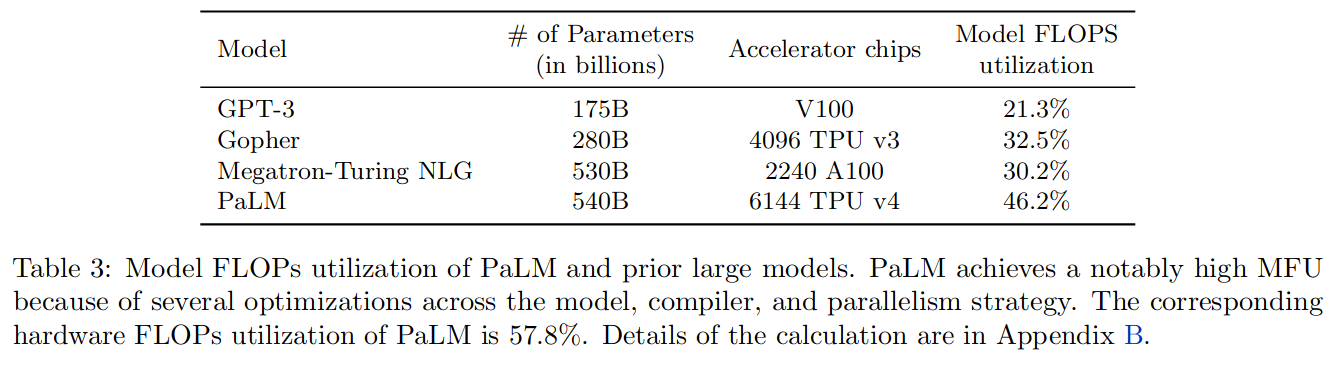 Model # of Parameters (in billions) Accelerator chips Model FLOPS utilization
GPT-3 175B V100 21.3%
Gopher 280B 4096 TPU v3 32.5%
Megatron-Turing NLG 530B 2240 A100 30.2%
PaLM 540B 6144 TPU v4 46.2%
Table 3: Model FLOPs utilization of PaLM and prior large models. PaLM achieves a notably high MFU
because of several optimizations across the model, compiler, and parallelism strategy. The corresponding
hardware FLOPs utilization of PaLM is 57.8%. Details of the calculation are in Appendix B.